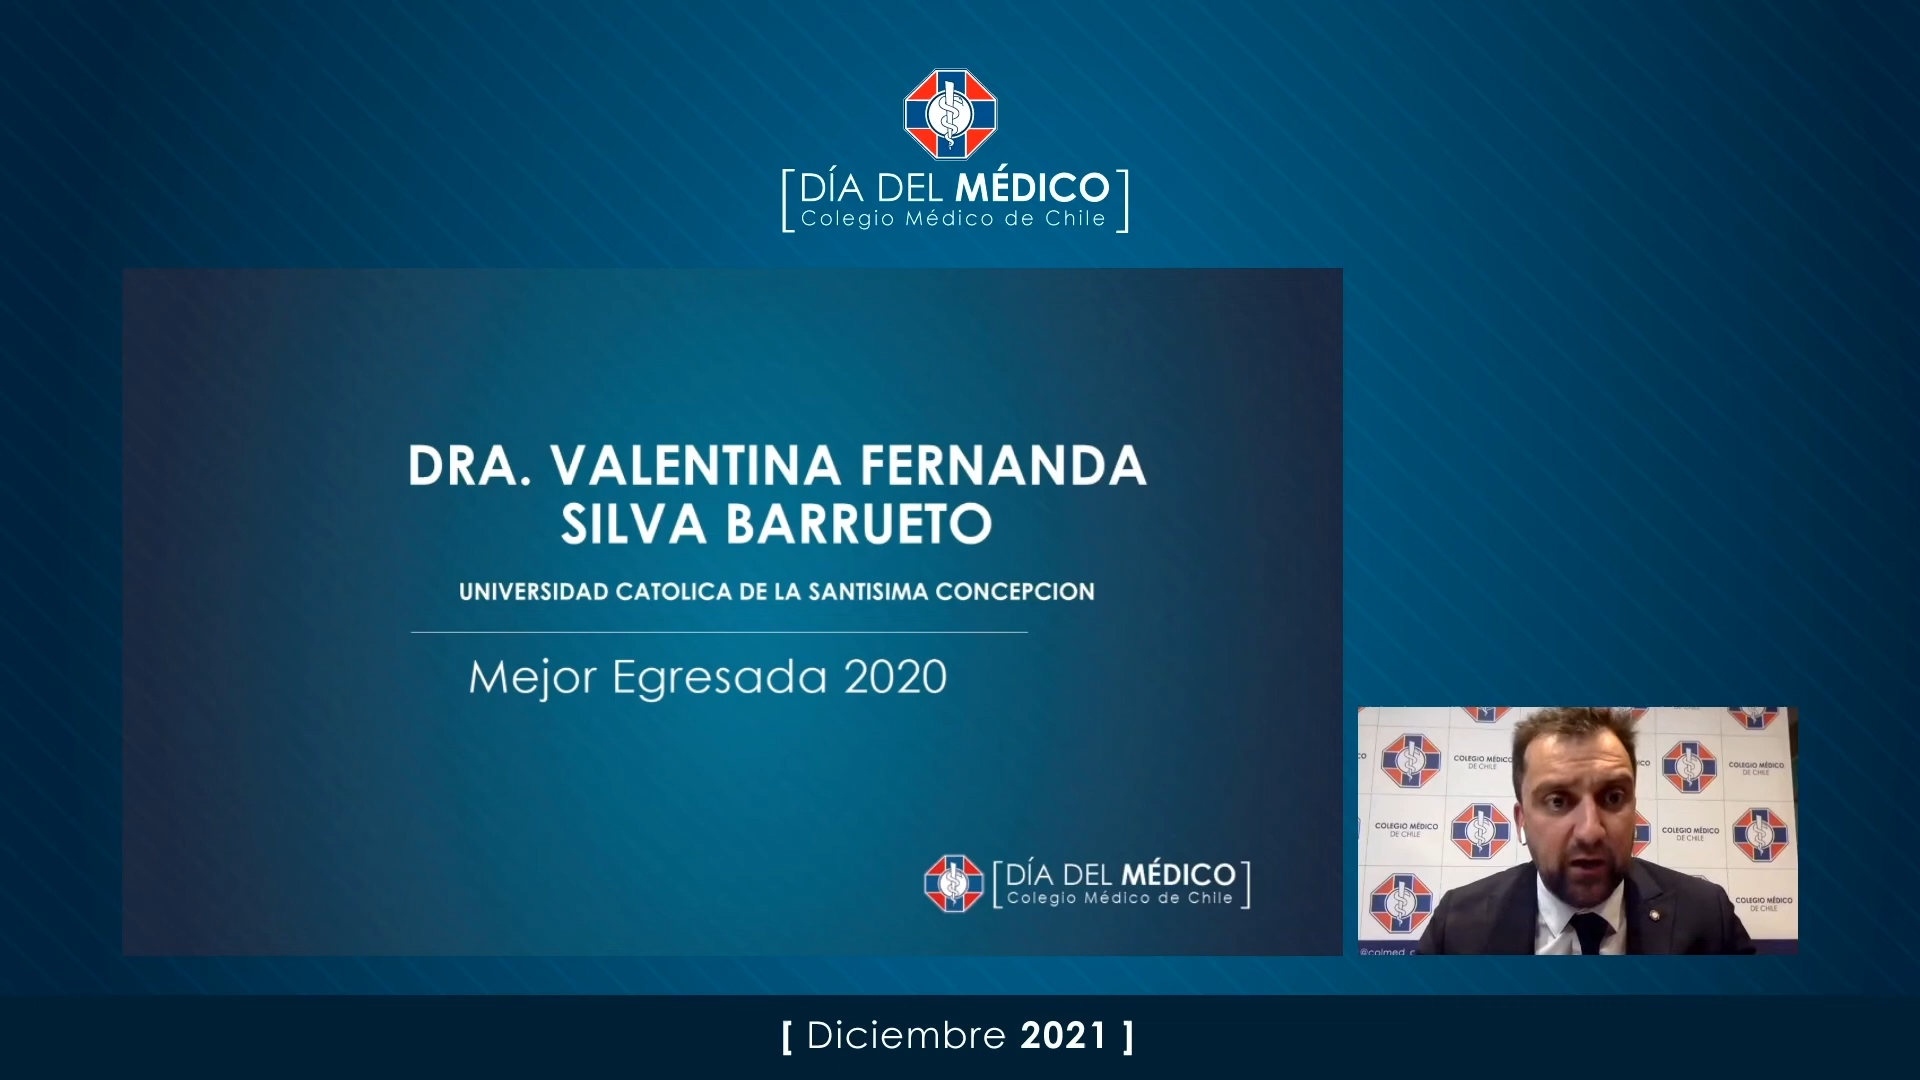 [DÍA DEL MÉDICO]
Colegio Médico de Chile
DRA. VALENTINA FERNANDA
SILVA BARRUETO
UNIVERSIDAD CATOLICA DE LA SANTISIMA CONCEPCION
Mejor Egresada 2020
[DÍA DEL MÉDICO]
Colegio Médico de Chile
COLEGIO MÉDICO
DE CHILE
COLEGIO MÉDICO
DE CHILE
COLEGIO MÉDICO
DE CHILE
COLEGIO MÉDICO
DE CHILE
COLEGIO MÉDICO
DE CHILE
[ Diciembre 2021 ]